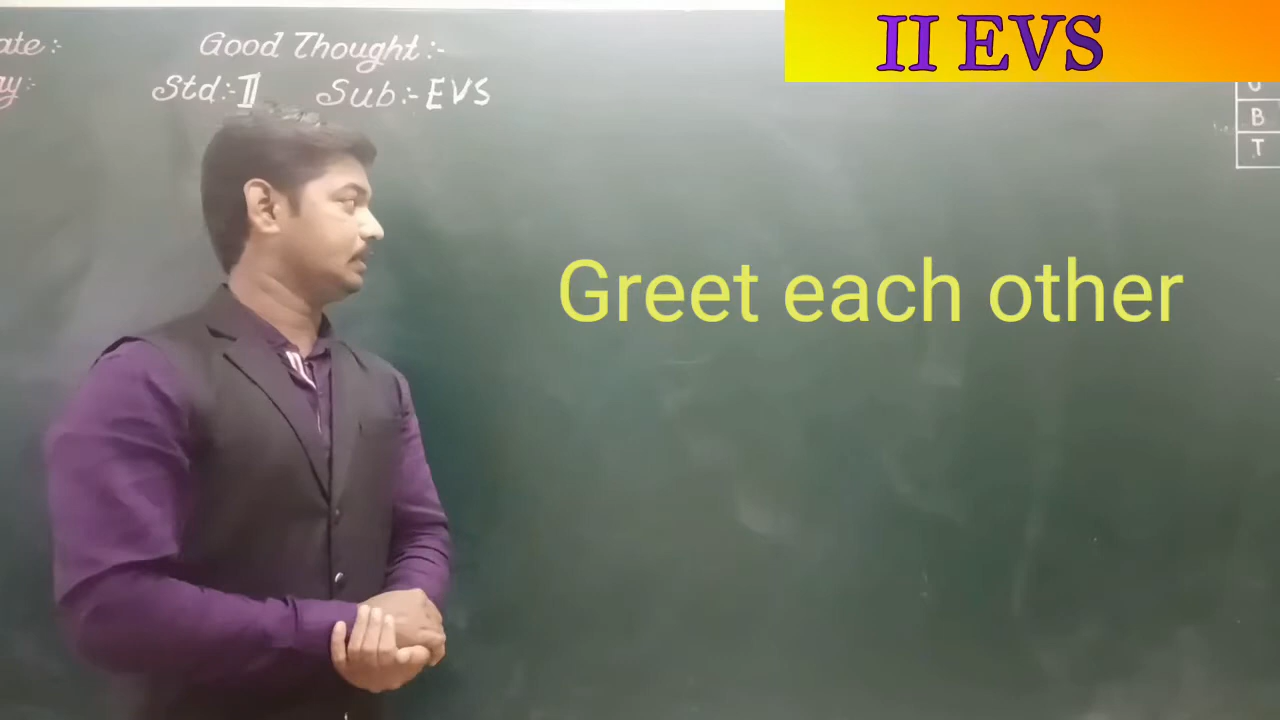 II EVS
ate:-
Good Thought:-
ay:-
Std:-II Sub:-EVS
B
T
Greet each other